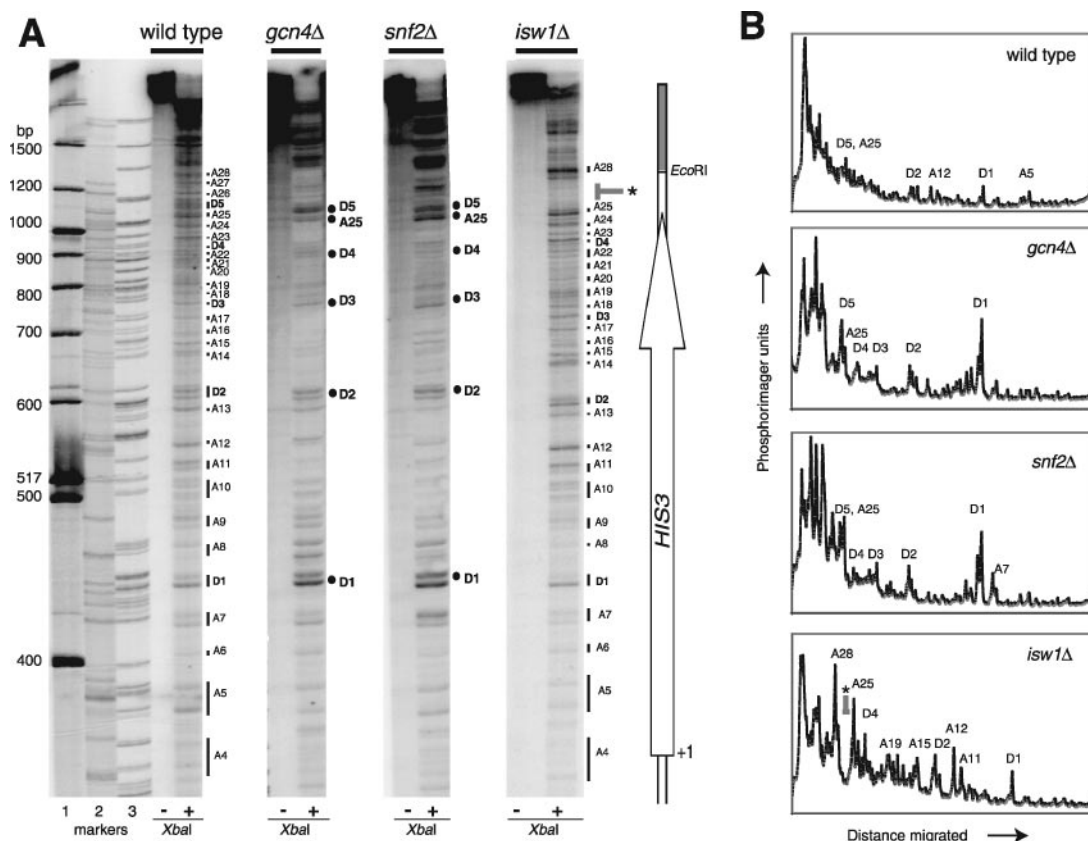 A
wild type
gcn4Δ
snf2Δ
isw1Δ
bp
1500
1200
1000
900
800
700
600
517
500
400
A28
A27
A26
D5
A25
A24
A23
D4
A22
A21
A20
A19
A18
D3
A17
A16
A15
A14
D2
A13
A12
A11
A10
A9
A8
D1
A7
A6
A5
A4
D5
A25
D4
D3
D2
D1
D5
A25
D4
D3
D2
D1
A28
*
A25
A24
A23
D4
A22
A21
A20
A19
A18
D3
A17
A16
A15
A14
D2
A13
A12
A11
A10
A9
A8
D1
A7
A6
A5
A4
EcoRI
HIS3
+1
1 2 3 - + - + - + - +
markers XbaI XbaI XbaI XbaI
B
wild type
D5, A25
D2 A12 D1 A5
gcn4Δ
D5
A25
D4 D3 D2
D1
snf2Δ
D5, A25
D4 D3 D2
D1
A7
isw1Δ
A28
*
A25
D4
A19 A15 D2
A12
A11
D1
Phosphorimager units
Distance migrated